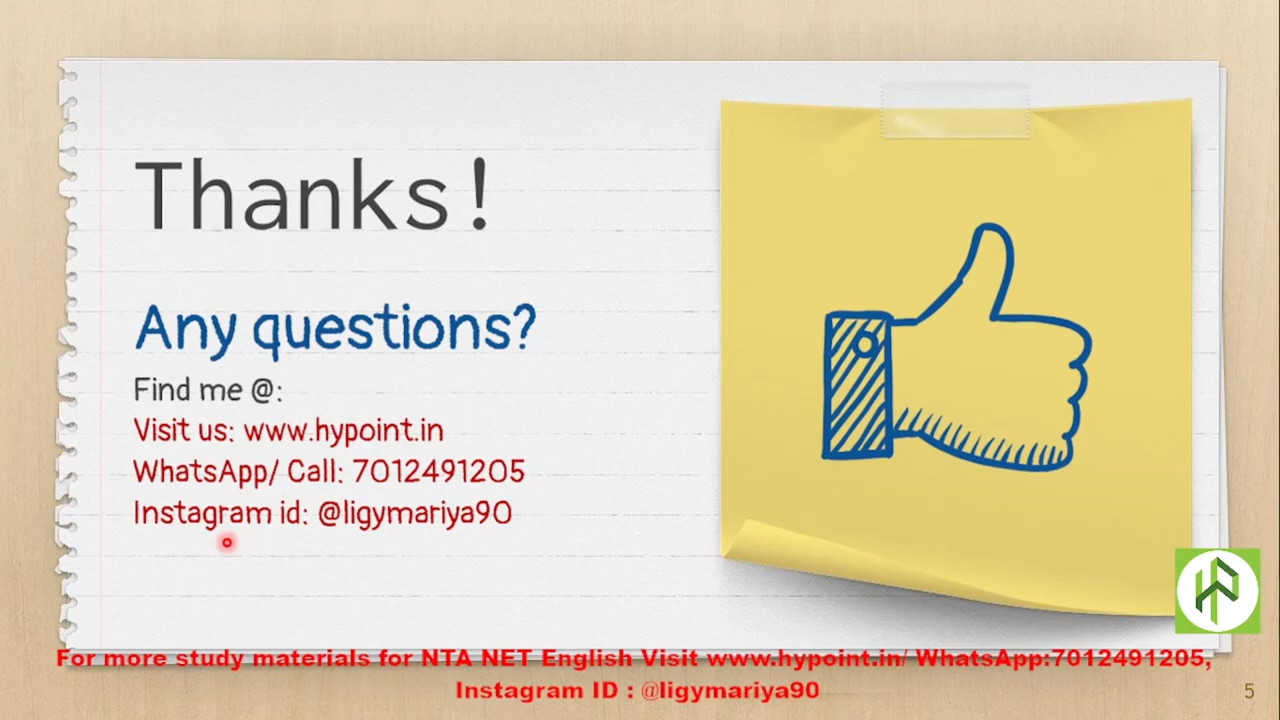 Thanks!
Any questions?
Find me @:
Visit us: www.hypoint.in
WhatsApp/ Call: 7012491205
Instagram id: @ligymariya90
For more study materials for NTA NET English Visit www.hypoint.in/ WhatsApp:7012491205,
Instagram ID : @ligymariya90
5